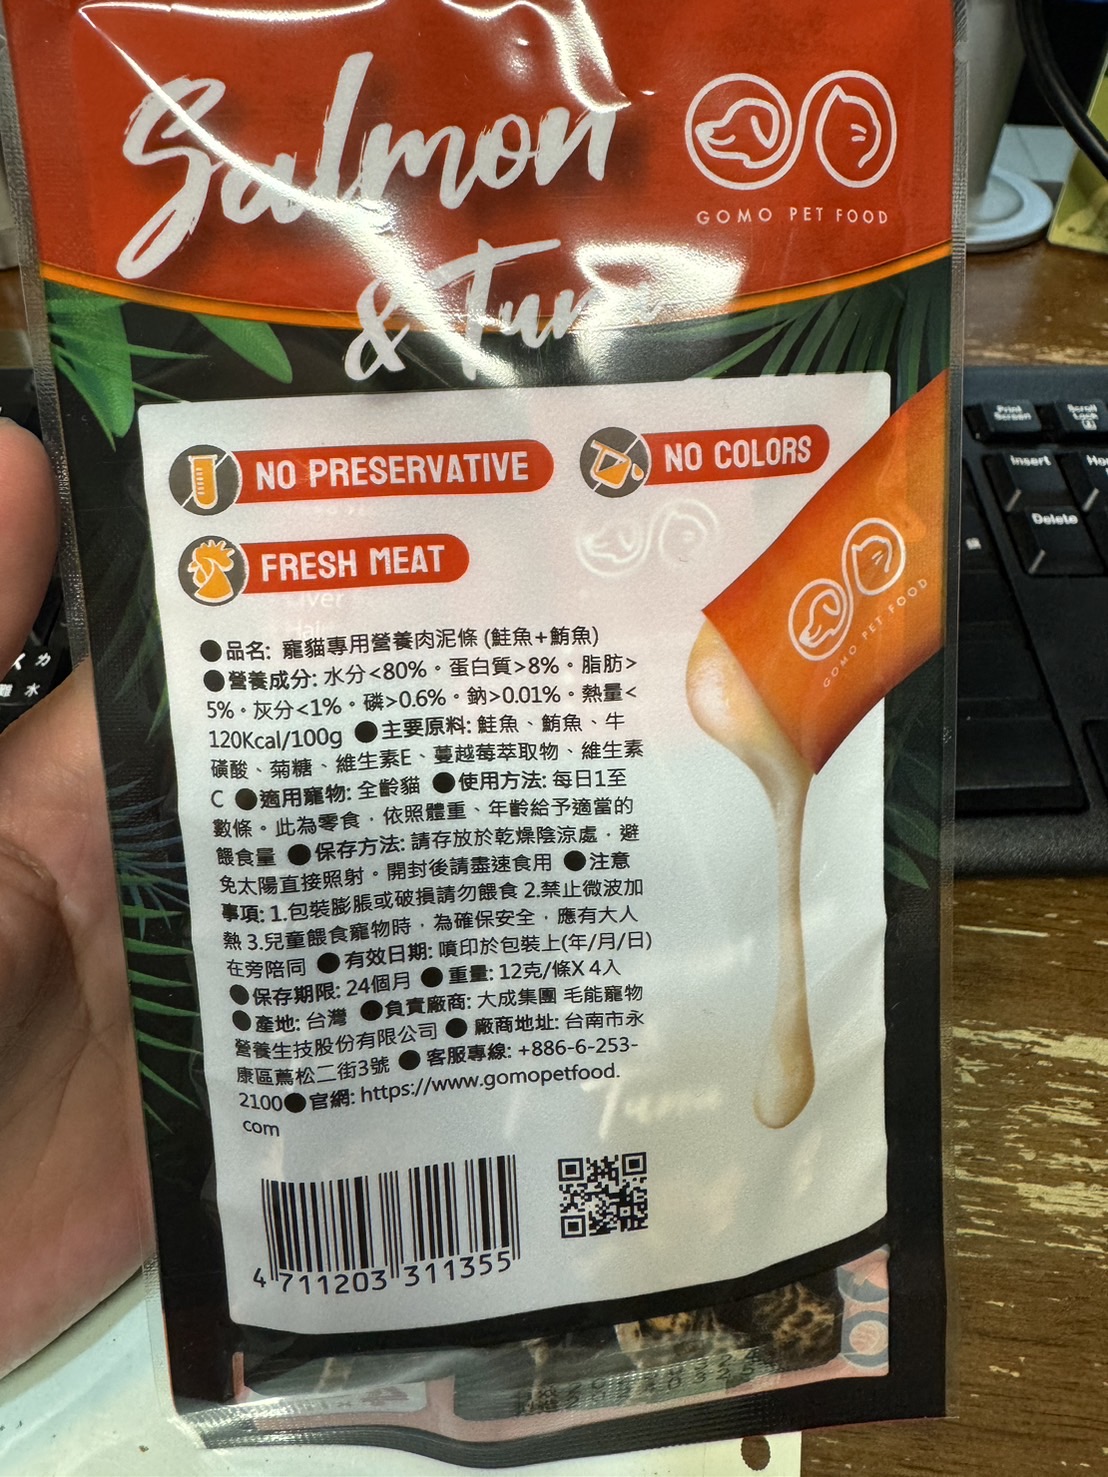 Salmon
& Tuna
GOMO PET FOOD
NO PRESERVATIVE
NO COLORS
FRESH MEAT
GOMO PET FOOD
●品名: 寵貓專用營養肉泥條 (鮭魚+鮪魚)
●營養成分: 水分<80%。蛋白質>8%。脂肪>
5%。灰分<1%。磷>0.6%。鈉>0.01%。熱量<
120Kcal/100g ●主要原料: 鮭魚、鮪魚、牛
磺酸、菊糖、維生素E、蔓越莓萃取物、維生素
C ●適用寵物: 全齡貓 ●使用方法: 每日1至
數條。此為零食，依照體重、年齡給予適當的
餵食量 ●保存方法: 請存放於乾燥陰涼處，避
免太陽直接照射。開封後請盡速食用 ●注意
事項: 1.包裝膨脹或破損請勿餵食 2.禁止微波加
熱 3.兒童餵食寵物時，為確保安全，應有大人
在旁陪同 ●有效日期: 噴印於包裝上(年/月/日)
●保存期限: 24個月 ●重量: 12克/條X 4入
●產地: 台灣 ●負責廠商: 大成集團 毛能寵物
營養生技股份有限公司 ● 廠商地址: 台南市永
康區蔦松二街3號 ● 客服專線: +886-6-253-
2100●官網: https://www.gomopetfood.
com
4 711203 311355
Print
Screen
Scroll
Lock
Insert
Delete